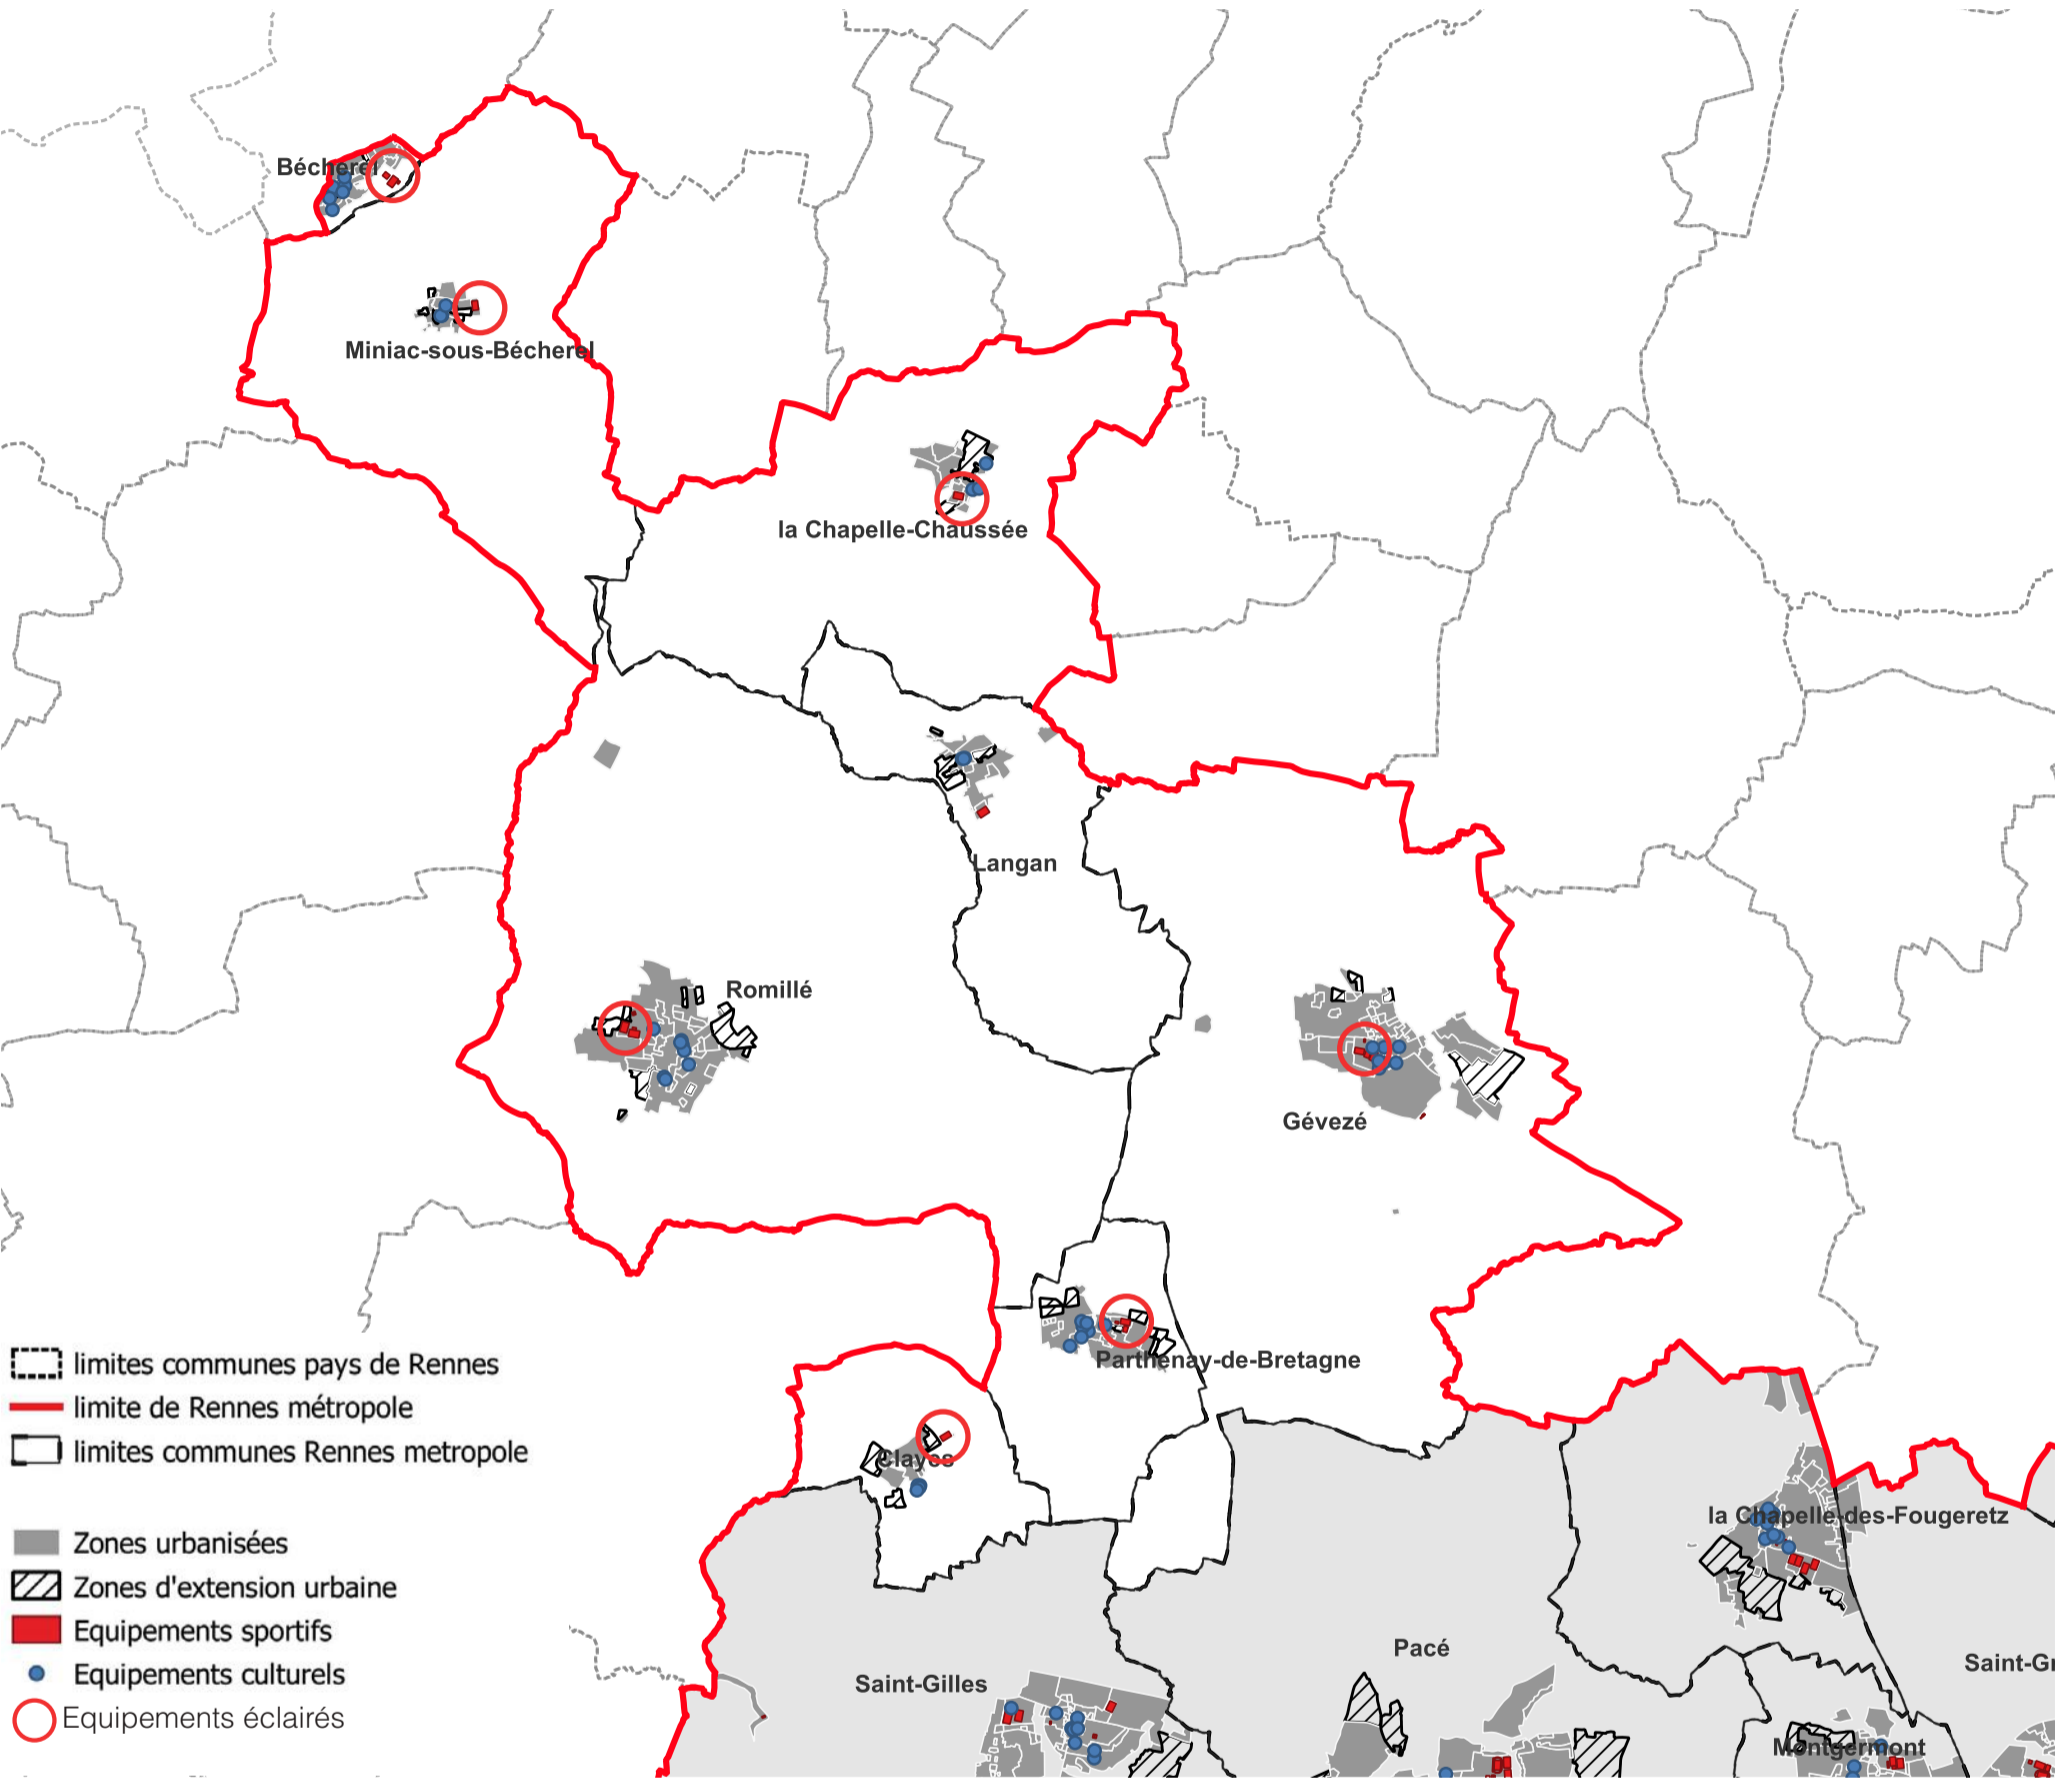 Bécherel
Miniac-sous-Bécherel
la Chapelle-Chaussée
Langan
Romillé
Gévezé
Parthenay-de-Bretagne
Clayes
la Chapelle-des-Fougeretz
Pacé
Saint-Gr
Saint-Gilles
Montgermont
limites communes pays de Rennes
limite de Rennes métropole
limites communes Rennes metropole
Zones urbanisées
Zones d'extension urbaine
Equipements sportifs
Equipements culturels
Equipements éclairés